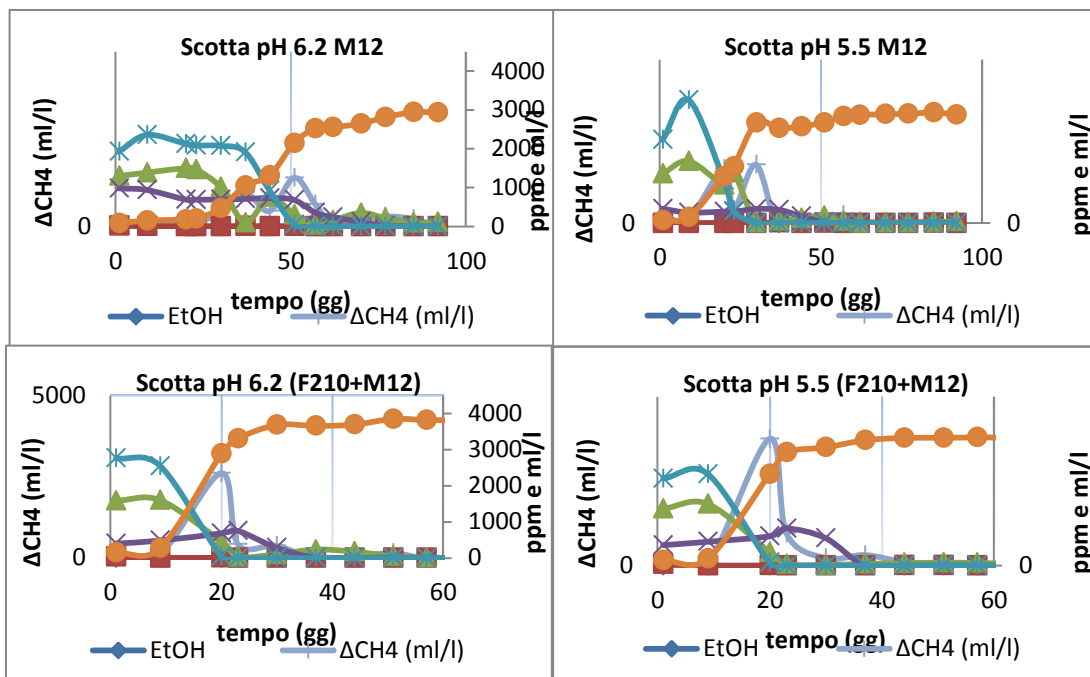 Scotta pH 6.2 M12
ΔCH4 (ml/l)
0
4000
3000
2000
1000
0
ppm e ml/l
0 50 100
tempo (gg)
EtOH ΔCH4 (ml/l)
Scotta pH 5.5 M12
ΔCH4 (ml/l)
0
0
ppm e ml/l
0 50 100
tempo (gg)
EtOH ΔCH4 (ml/l)
Scotta pH 6.2 (F210+M12)
ΔCH4 (ml/l)
5000
0
4000
3000
2000
1000
0
ppm e ml/l
0 20 40 60
tempo (gg)
EtOH ΔCH4 (ml/l)
Scotta pH 5.5 (F210+M12)
ΔCH4 (ml/l)
0
0
ppm e ml/l
0 20 40 60
tempo (gg)
EtOH ΔCH4 (ml/l)